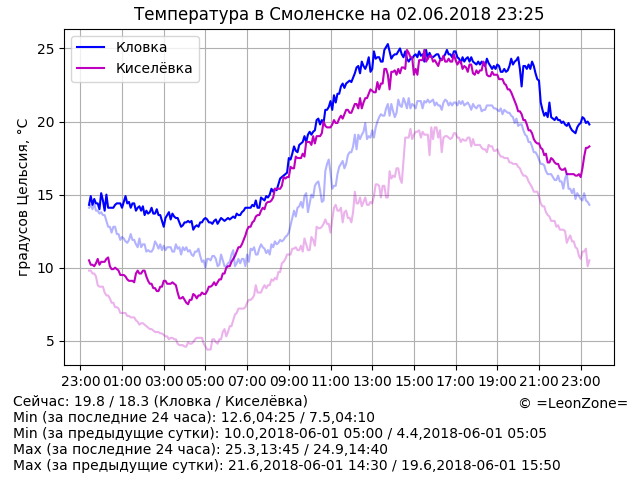 Температура в Смоленске на 02.06.2018 23:25
Кловка
Киселёвка
градусов Цельсия, °C
25
20
15
10
5
23:00 01:00 03:00 05:00 07:00 09:00 11:00 13:00 15:00 17:00 19:00 21:00 23:00
Сейчас: 19.8 / 18.3 (Кловка / Киселёвка)
© =LeonZone=
Min (за последние 24 часа): 12.6,04:25 / 7.5,04:10
Min (за предыдущие сутки): 10.0,2018-06-01 05:00 / 4.4,2018-06-01 05:05
Max (за последние 24 часа): 25.3,13:45 / 24.9,14:40
Max (за предыдущие сутки): 21.6,2018-06-01 14:30 / 19.6,2018-06-01 15:50